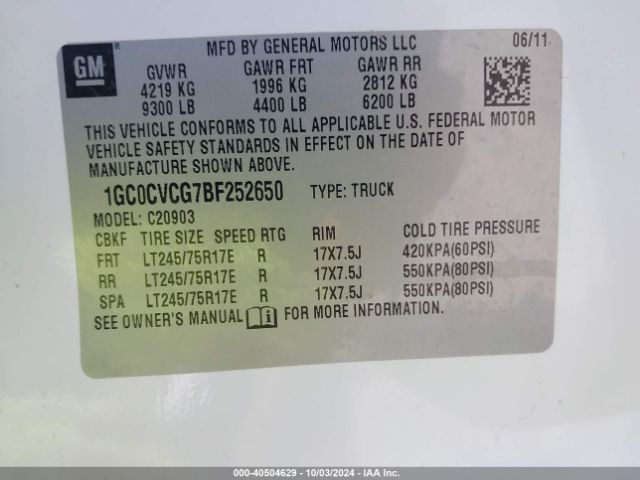 GM
MFD BY GENERAL MOTORS LLC 06/11
GVWR GAWR FRT GAWR RR
4219 KG 1996 KG 2812 KG
9300 LB 4400 LB 6200 LB
THIS VEHICLE CONFORMS TO ALL APPLICABLE U.S. FEDERAL MOTOR
VEHICLE SAFETY STANDARDS IN EFFECT ON THE DATE OF
MANUFACTURE SHOWN ABOVE.
1GC0CVCG7BF252650 TYPE: TRUCK
MODEL: C20903
CBKF TIRE SIZE SPEED RTG RIM COLD TIRE PRESSURE
FRT LT245/75R17E R 17X7.5J 420KPA(60PSI)
RR LT245/75R17E R 17X7.5J 550KPA(80PSI)
SPA LT245/75R17E R 17X7.5J 550KPA(80PSI)
SEE OWNER'S MANUAL i FOR MORE INFORMATION.
000-40504629 - 10/03/2024 - IAAI.COM